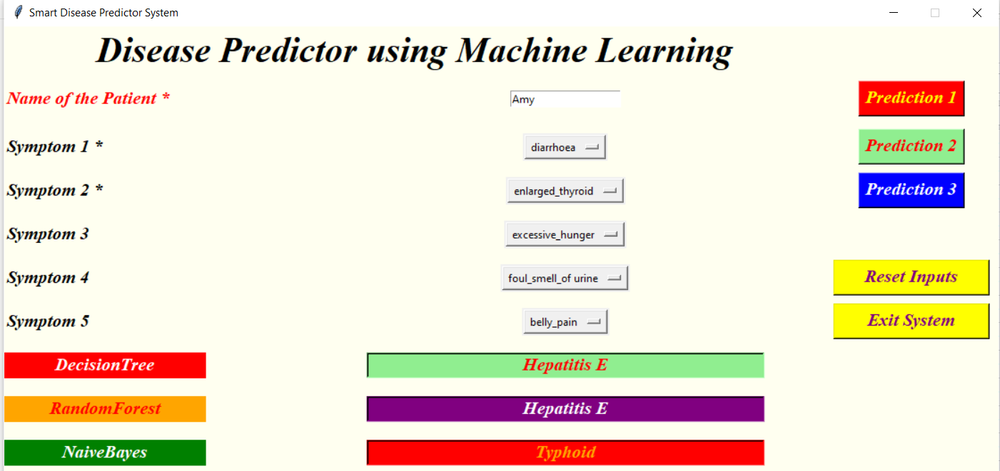 Smart Disease Predictor System
Disease Predictor using Machine Learning
Name of the Patient * Amy Prediction 1
Symptom 1 * diarrhoea Prediction 2
Symptom 2 * enlarged_thyroid Prediction 3
Symptom 3 excessive_hunger
Symptom 4 foul_smell_of urine Reset Inputs
Symptom 5 belly_pain Exit System
DecisionTree Hepatitis E
RandomForest Hepatitis E
NaiveBayes Typhoid